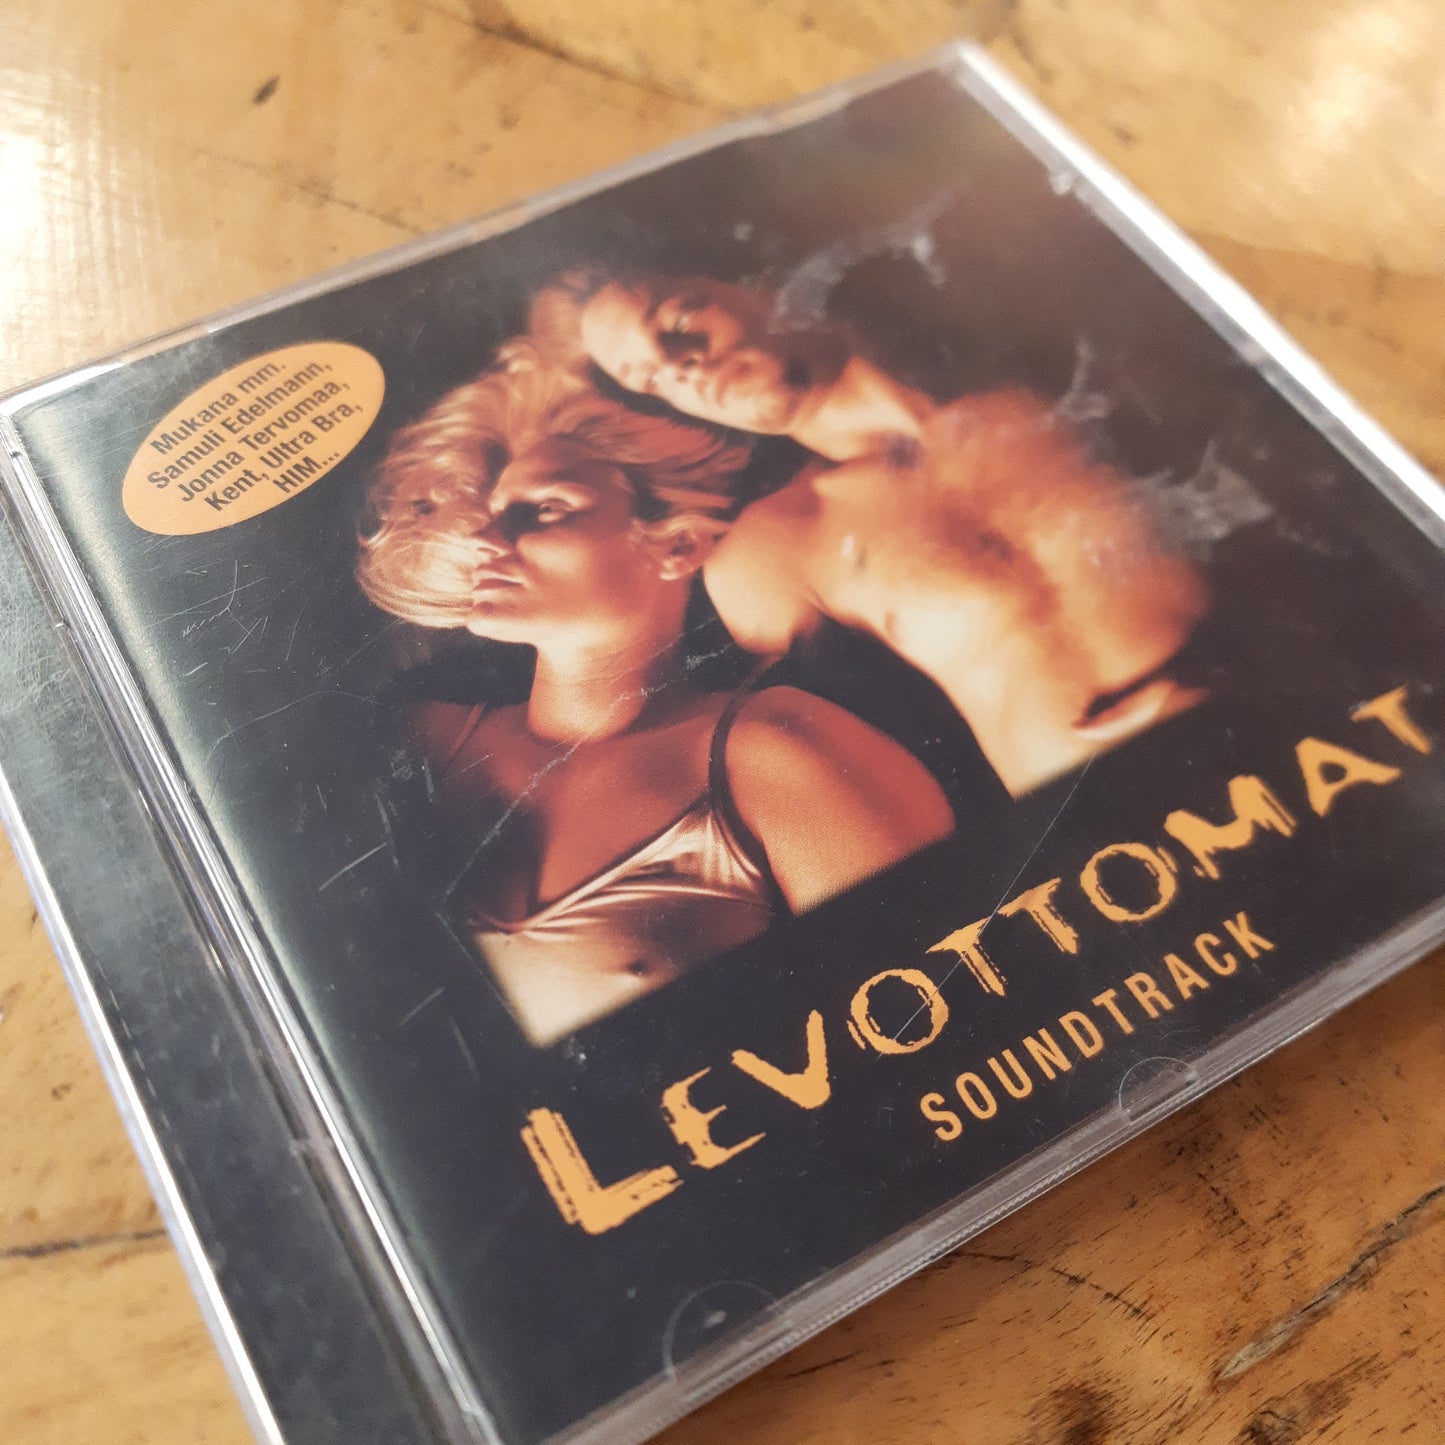 Mukana mm.
Samuli Edelmann,
Jonna Tervomaa,
Kent, Ultra Bra,
HIM...
LEVOTTOMAT
SOUNDTRACK